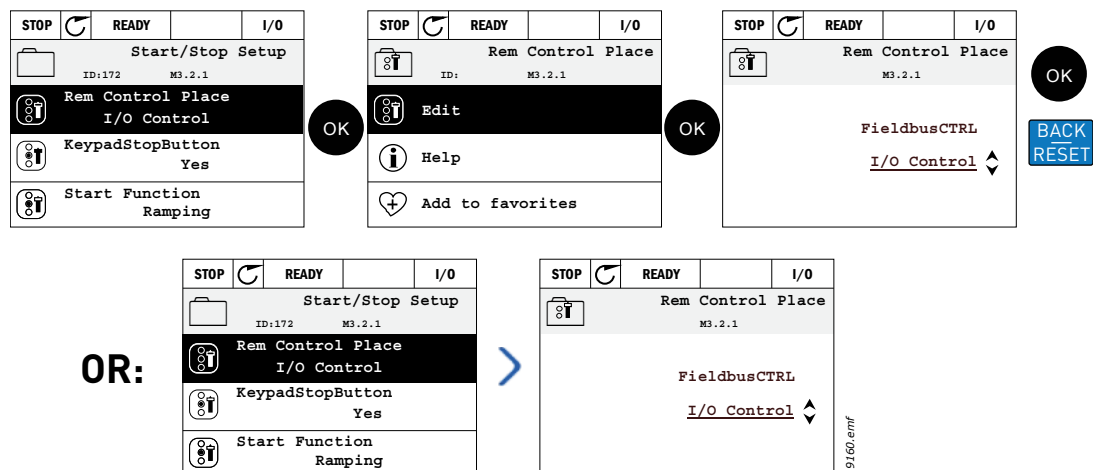 STOP READY I/O
Start/Stop Setup
ID:172 M3.2.1
Rem Control Place
I/O Control
KeypadStopButton
Yes
Start Function
Ramping
OK
STOP READY I/O
Rem Control Place
ID: M3.2.1
Edit
Help
Add to favorites
OK
STOP READY I/O
Rem Control Place
M3.2.1
FieldbusCTRL
I/O Control
OK
BACK
RESET
OR:
STOP READY I/O
Start/Stop Setup
ID:172 M3.2.1
Rem Control Place
I/O Control
KeypadStopButton
Yes
Start Function
Ramping
STOP READY I/O
Rem Control Place
M3.2.1
FieldbusCTRL
I/O Control
9160.emf